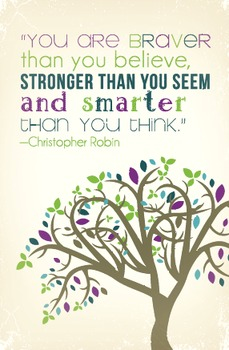 "YOU ARE BRAVER
than you believe,
STRONGER THAN YOU SEEM
and smarter
THAN YOU THINK."
—Christopher Robin